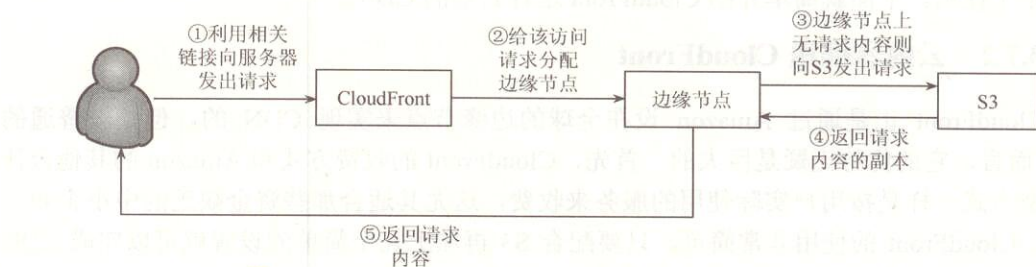 ①利用相关
链接向服务器
发出请求
CloudFront
②给该访问
请求分配
边缘节点
边缘节点
③边缘节点上
无请求内容则
向S3发出请求
S3
④返回请求
内容的副本
⑤返回请求
内容